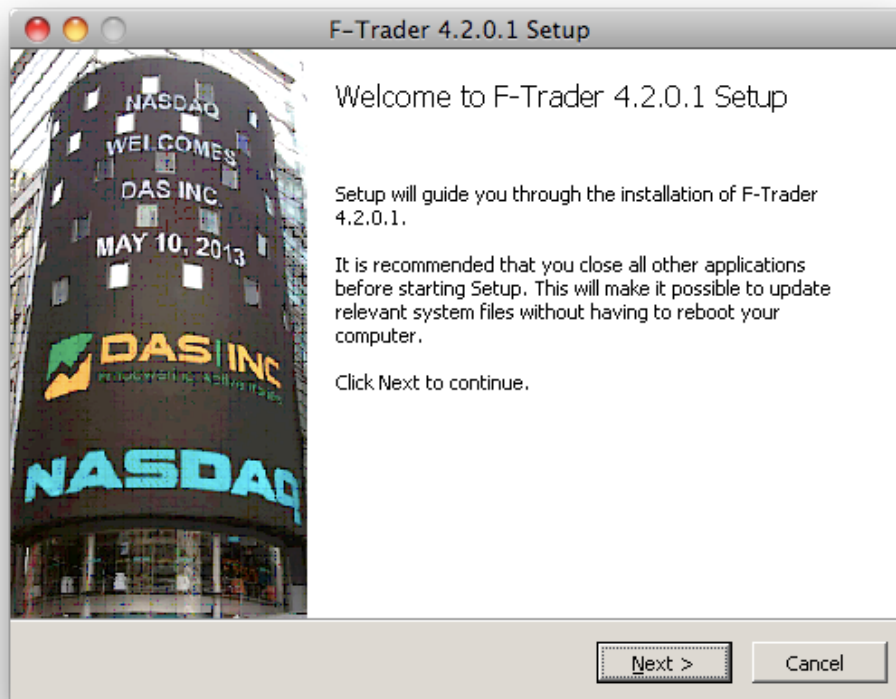 F-Trader 4.2.0.1 Setup
NASDAQ
WELCOMES
DAS INC.
MAY 10, 2013
DAS|INC
NASDAQ
Welcome to F-Trader 4.2.0.1 Setup
Setup will guide you through the installation of F-Trader
4.2.0.1.
It is recommended that you close all other applications
before starting Setup. This will make it possible to update
relevant system files without having to reboot your
computer.
Click Next to continue.
Next >
Cancel